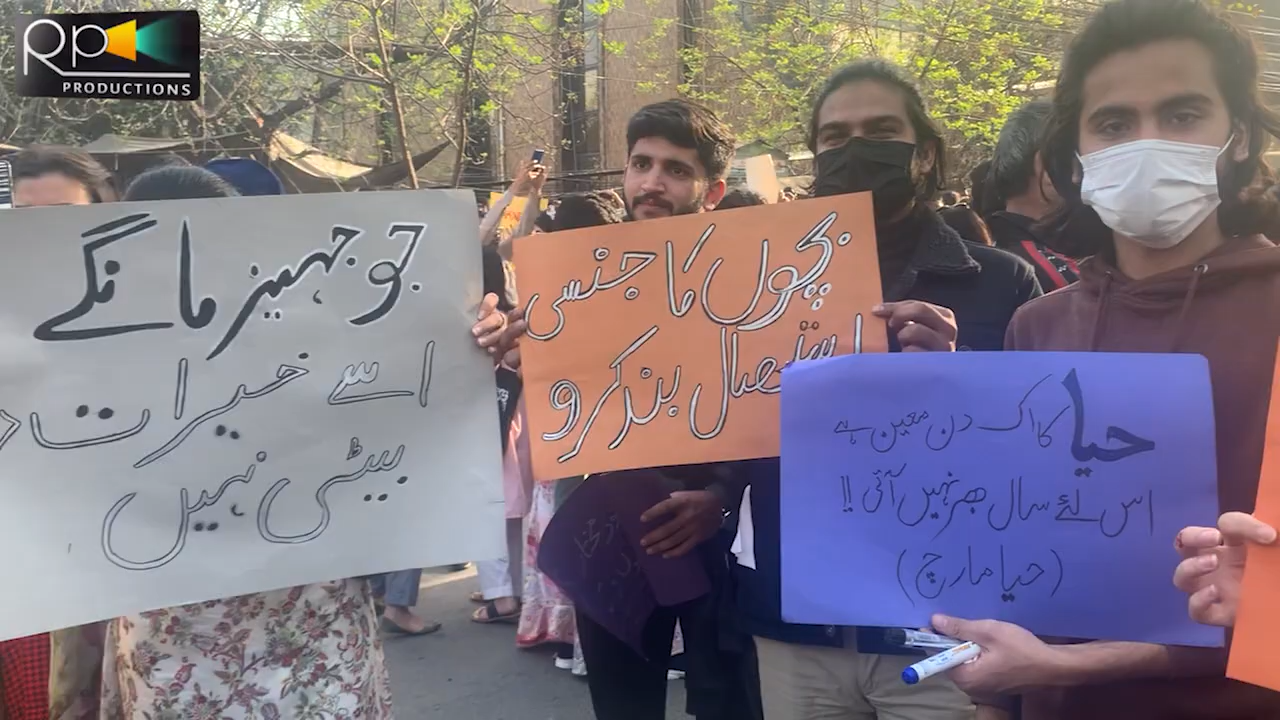 RP
PRODUCTIONS
جو جہیز مانگے
اسے خیرات دو
بیٹی نہیں
بچوں کا جنسی
استحصال بند کرو
حیا کا اک دن معین ہے
اس لئے سال بھر نہیں آتی !!
(حیا مارچ)